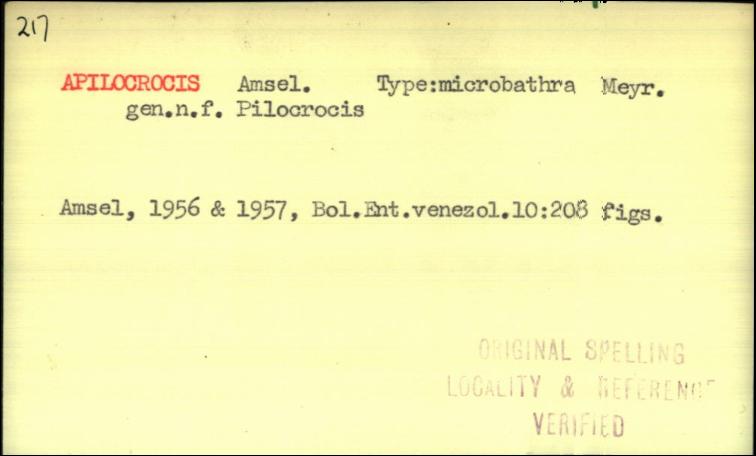 217
APILOCROCIS Amsel. Type:microbathra Meyr.
gen.n.f. Pilocrocis
Amsel, 1956 & 1957, Bol.Ent.venezol.10:208 figs.
ORIGINAL SPELLING
LOCALITY & REFERENCE
VERIFIED